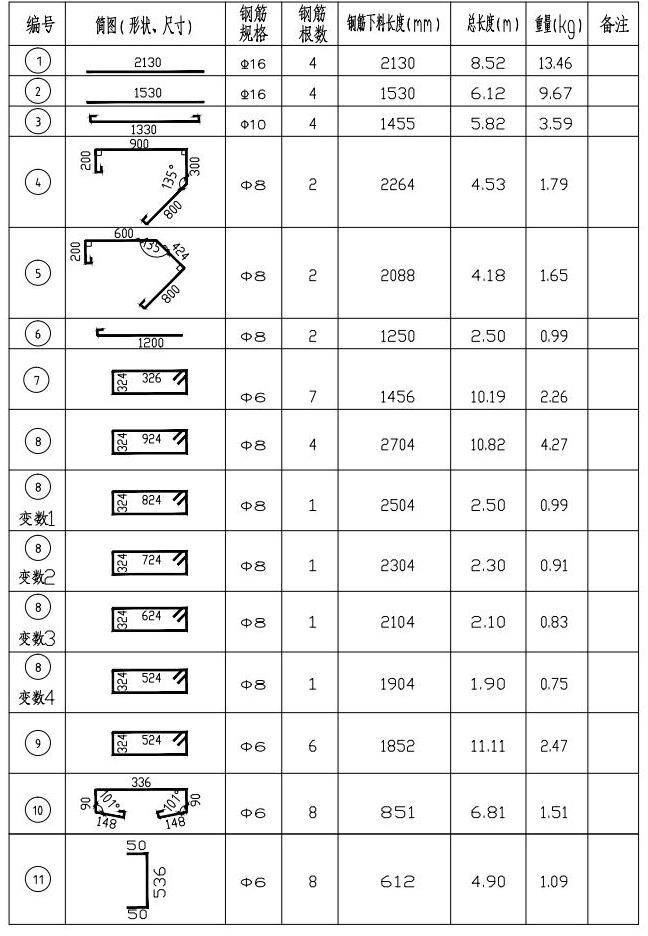 编号 简图(形状、尺寸) 钢筋规格 钢筋根数 钢筋下料长度(mm) 总长度(m) 重量(kg) 备注
1 2130 Φ16 4 2130 8.52 13.46
2 1530 Φ16 4 1530 6.12 9.67
3 1330 Φ10 4 1455 5.82 3.59
4 900 200 300 135° 800 Φ8 2 2264 4.53 1.79
5 600 200 135 424 800 Φ8 2 2088 4.18 1.65
6 1200 Φ8 2 1250 2.50 0.99
7 324 326 Φ6 7 1456 10.19 2.26
8 324 924 Φ8 4 2704 10.82 4.27
8 变数1 324 824 Φ8 1 2504 2.50 0.99
8 变数2 324 724 Φ8 1 2304 2.30 0.91
8 变数3 324 624 Φ8 1 2104 2.10 0.83
8 变数4 324 524 Φ8 1 1904 1.90 0.75
9 324 524 Φ6 6 1852 11.11 2.47
10 336 90 101° 101° 90 148 148 Φ6 8 851 6.81 1.51
11 50 536 50 Φ6 8 612 4.90 1.09